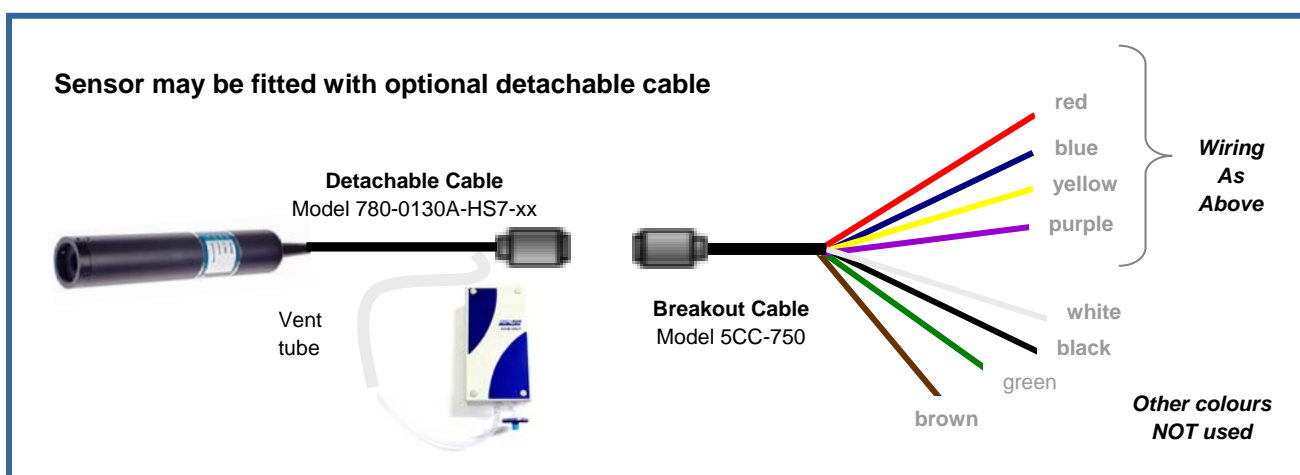 Sensor may be fitted with optional detachable cable
Detachable Cable
Model 780-0130A-HS7-xx
Vent
tube
Breakout Cable
Model 5CC-750
red
blue
yellow
purple
Wiring
As
Above
white
black
green
brown
Other colours
NOT used